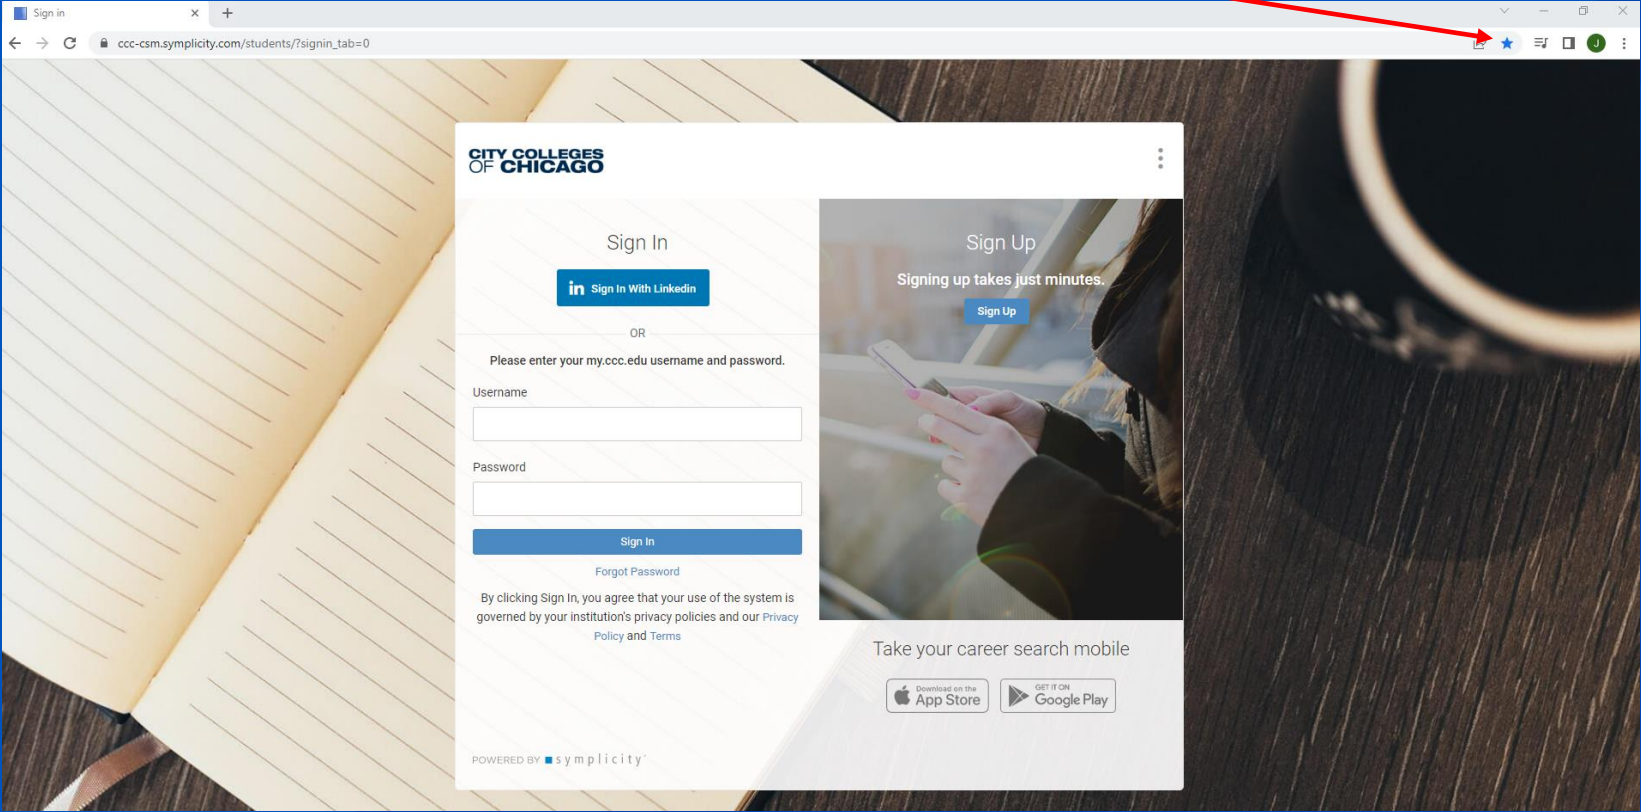 Sign in
ccc-csm.symplicity.com/students/?signin_tab=0
J
CITY COLLEGES
OF CHICAGO
Sign In
in Sign In With Linkedin
OR
Please enter your my.ccc.edu username and password.
Username
Password
Sign In
Forgot Password
By clicking Sign In, you agree that your use of the system is
governed by your institution's privacy policies and our Privacy
Policy and Terms
POWERED BY symplicity
Sign Up
Signing up takes just minutes.
Sign Up
Take your career search mobile
Download on the
App Store
GET IT ON
Google Play